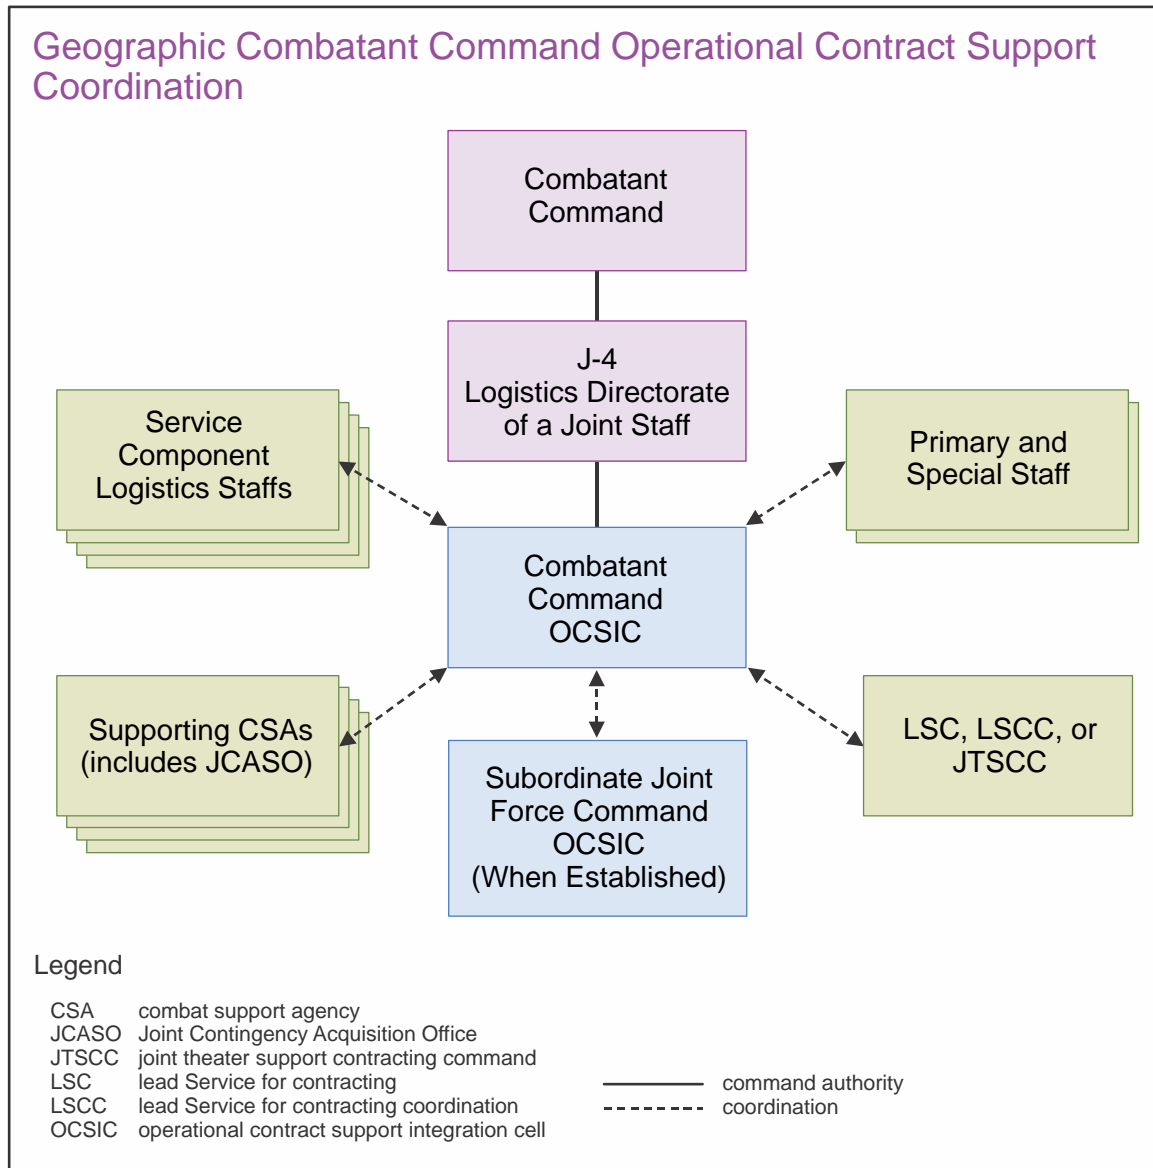 Geographic Combatant Command Operational Contract Support
Coordination
Combatant
Command
J-4
Logistics Directorate
of a Joint Staff
Service
Component
Logistics Staffs
Primary and
Special Staff
Combatant
Command
OCSIC
Supporting CSAs
(includes JCASO)
LSC, LSCC, or
JTSCC
Subordinate Joint
Force Command
OCSIC
(When Established)
Legend
CSA combat support agency
JCASO Joint Contingency Acquisition Office
JTSCC joint theater support contracting command
LSC lead Service for contracting
LSCC lead Service for contracting coordination
OCSIC operational contract support integration cell
command authority
coordination